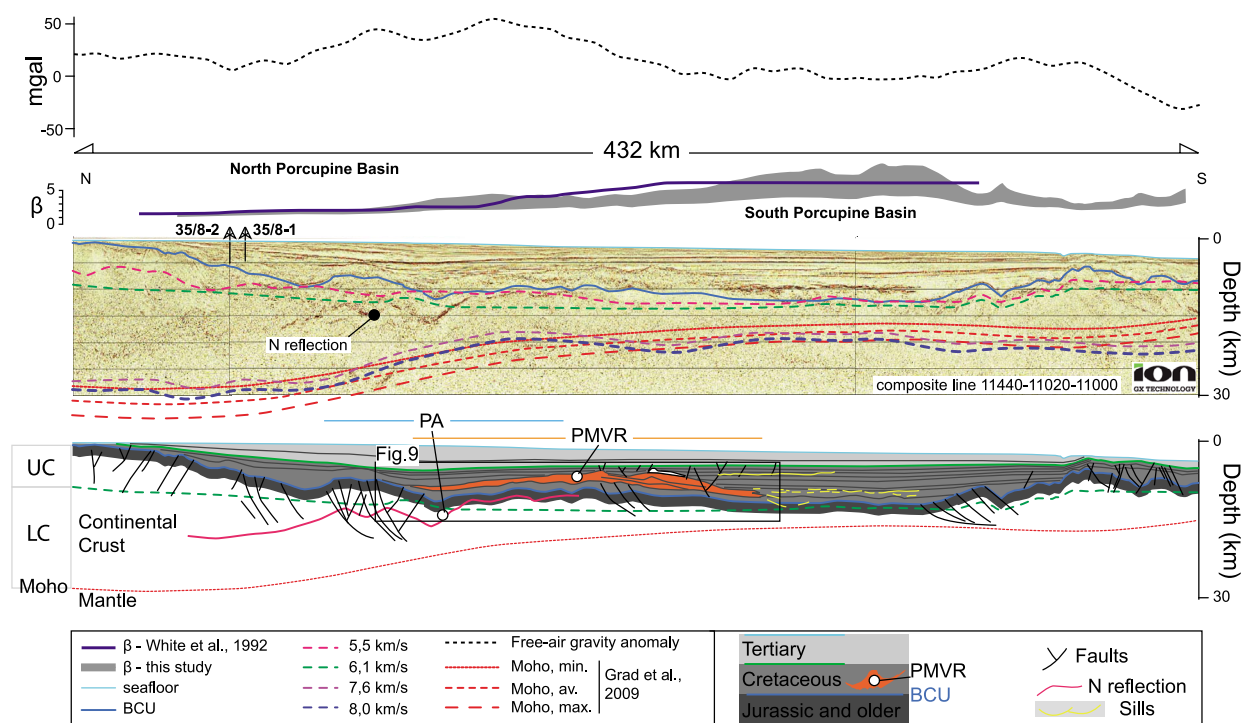 50
0
-50
mgal
432 km
North Porcupine Basin
N
S
5
0
β
South Porcupine Basin
35/8-2
35/8-1
0
30
Depth (km)
N reflection
composite line 11440-11020-11000
ion
GX TECHNOLOGY
PA
PMVR
Fig.9
UC
LC
Moho
Continental
Crust
Mantle
0
30
Depth (km)
β - White et al., 1992
β - this study
seafloor
BCU
5,5 km/s
6,1 km/s
7,6 km/s
8,0 km/s
Free-air gravity anomaly
Moho, min.
Moho, av.
Moho, max.
Grad et al.,
2009
Tertiary
Cretaceous
Jurassic and older
PMVR
BCU
Faults
N reflection
Sills